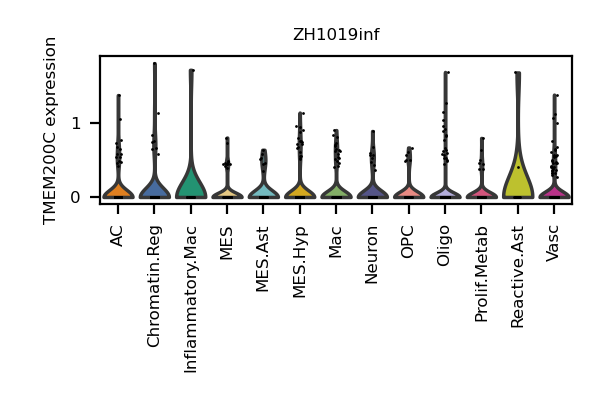 ZH1019inf
TMEM200C expression
1
0
AC
Chromatin.Reg
Inflammatory.Mac
MES
MES.Ast
MES.Hyp
Mac
Neuron
OPC
Oligo
Prolif.Metab
Reactive.Ast
Vasc